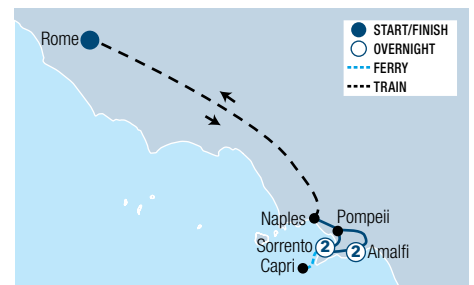 Rome
START/FINISH
OVERNIGHT
FERRY
TRAIN
Naples
Pompeii
Sorrento 2
2 Amalfi
Capri